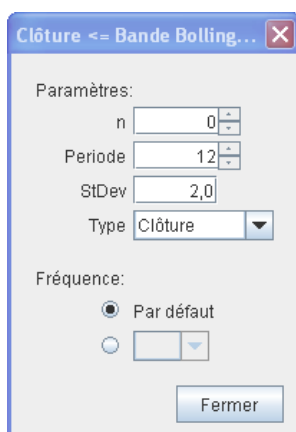 Clôture <= Bande Bolling...
Paramètres:
n 0
Periode 12
StDev 2,0
Type Clôture
Fréquence:
Par défaut
Fermer